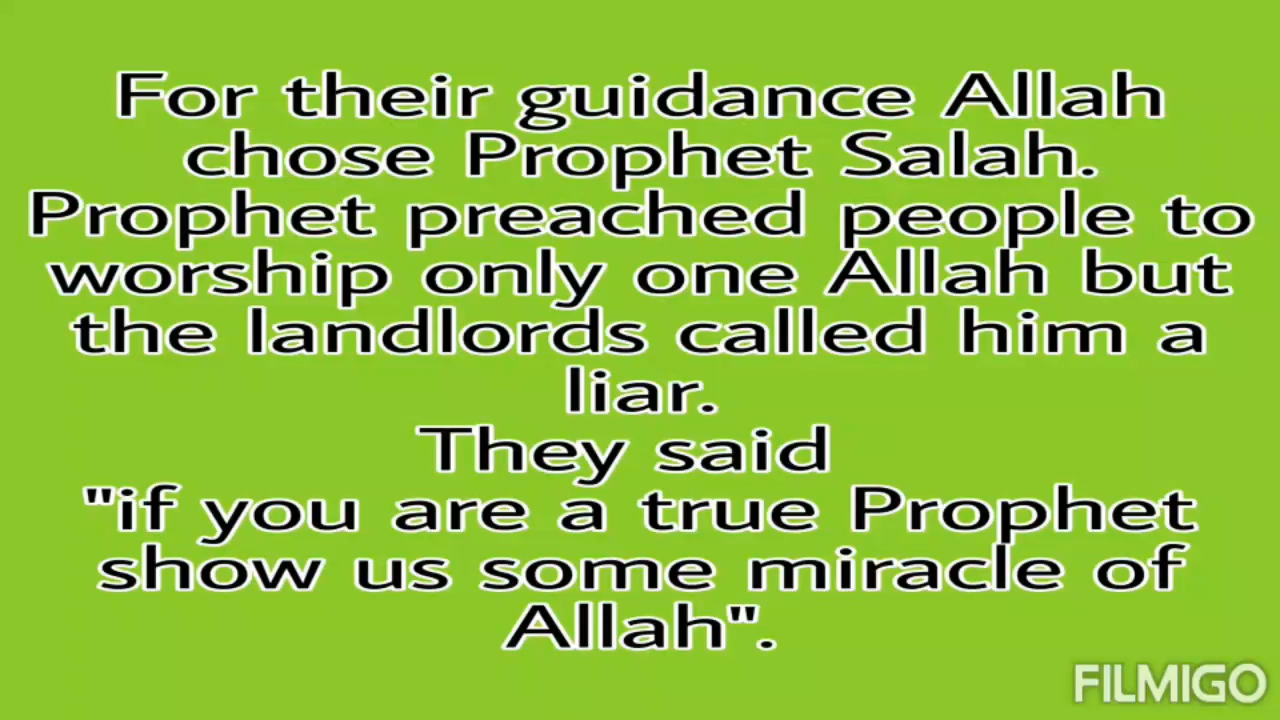 For their guidance Allah
chose Prophet Salah.
Prophet preached people to
worship only one Allah but
the landlords called him a
liar.
They said
"if you are a true Prophet
show us some miracle of
Allah".
FILMIGO